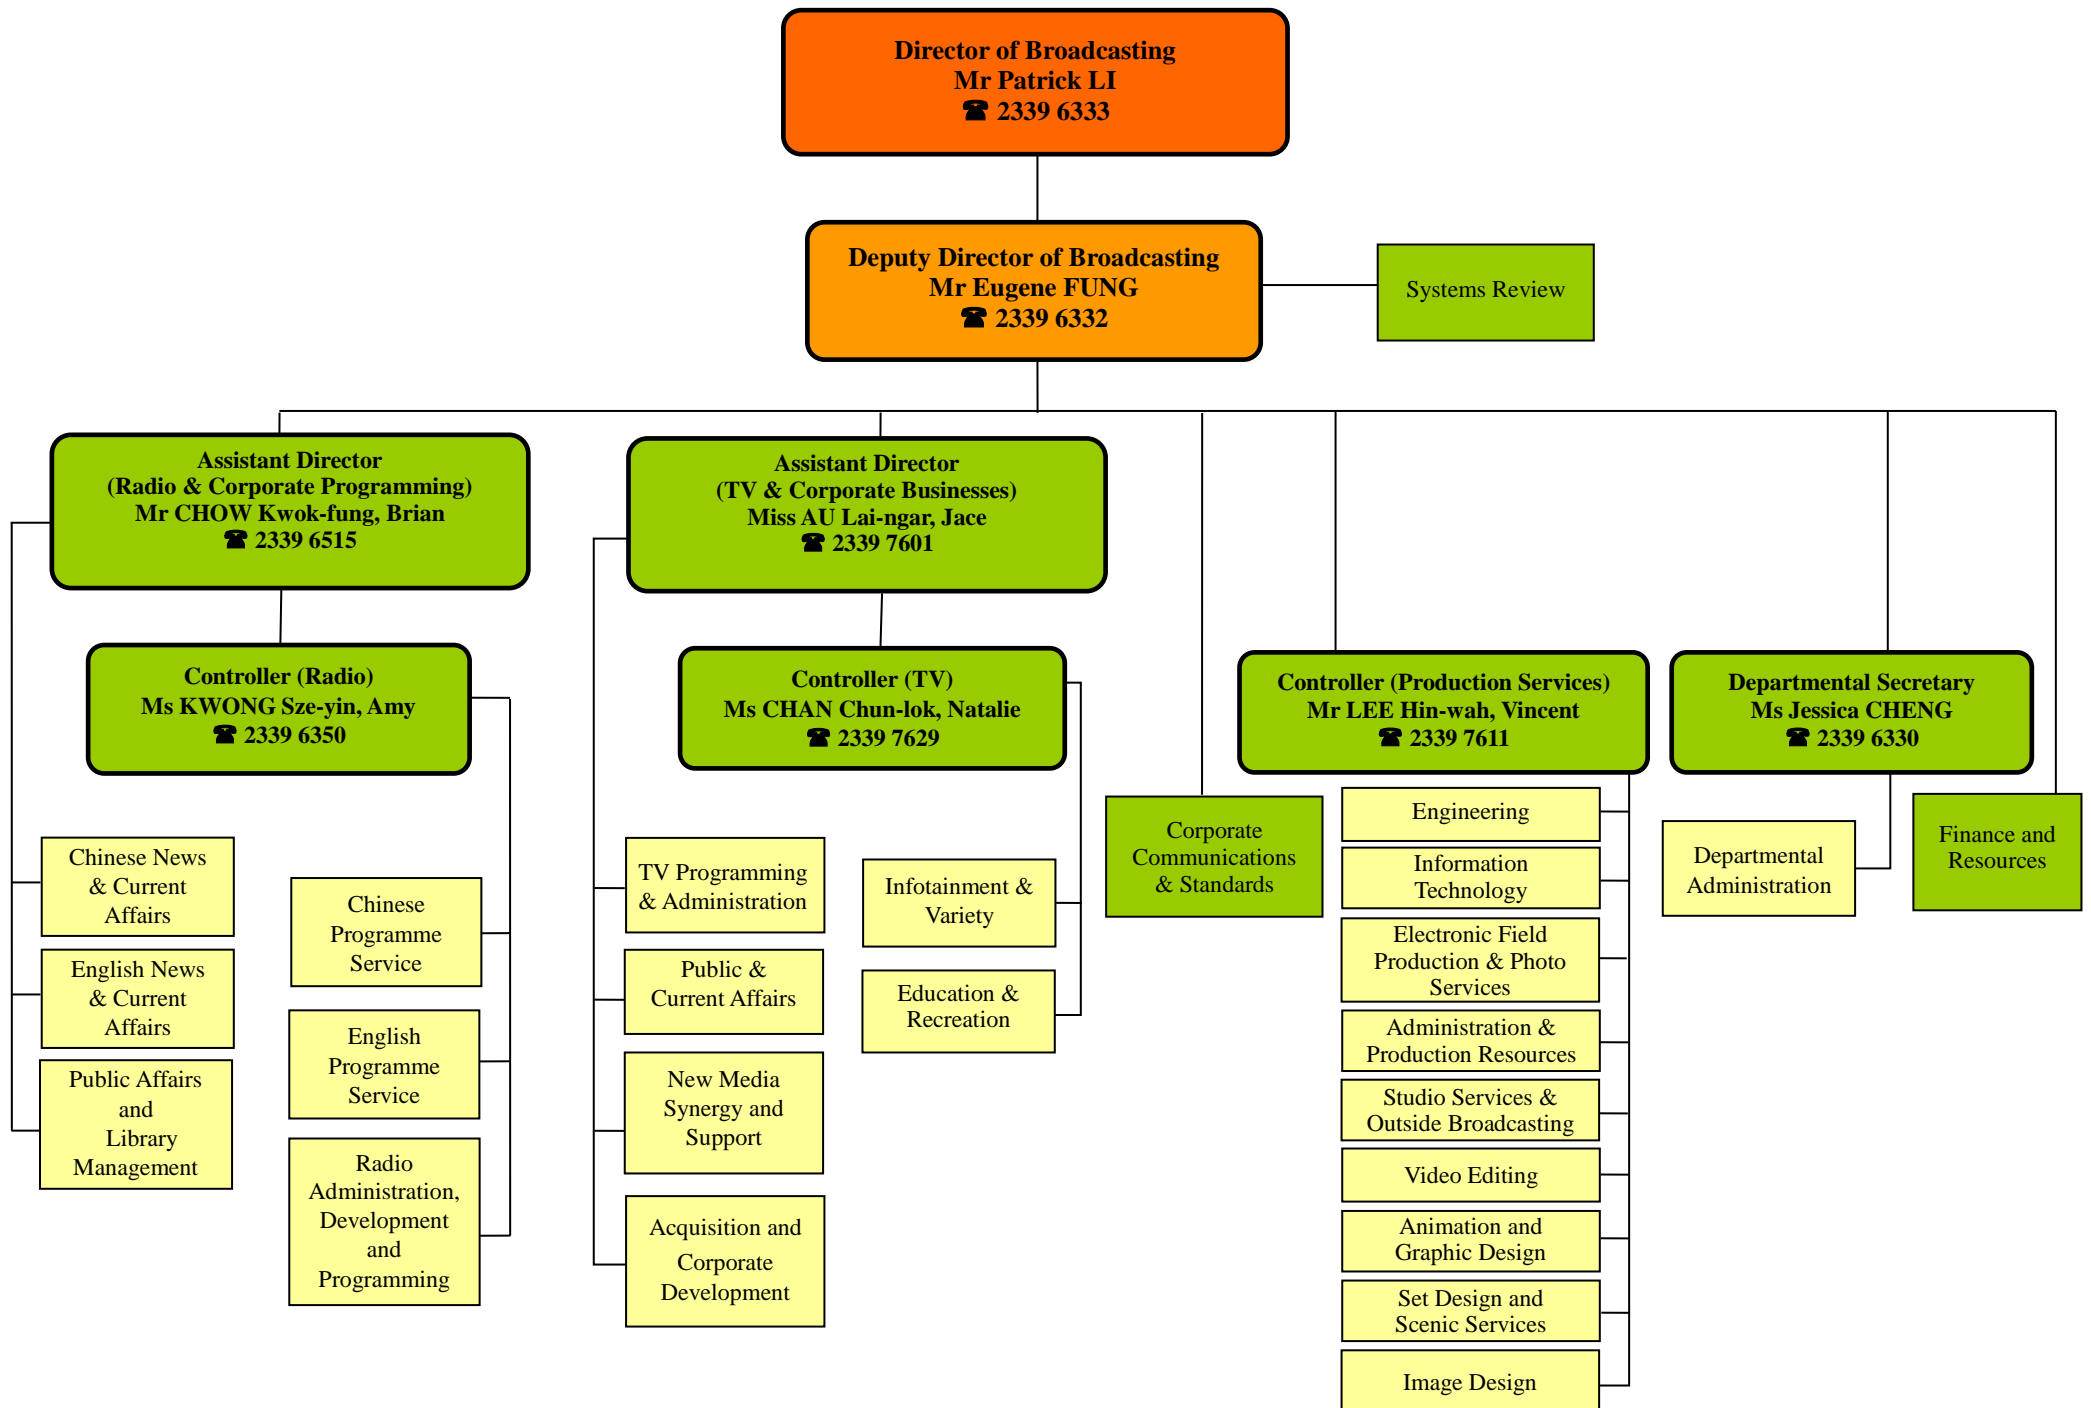 Director of Broadcasting
Mr Patrick LI
☎ 2339 6333
Deputy Director of Broadcasting
Mr Eugene FUNG
☎ 2339 6332
Systems Review
Assistant Director
(Radio & Corporate Programming)
Mr CHOW Kwok-fung, Brian
☎ 2339 6515
Assistant Director
(TV & Corporate Businesses)
Miss AU Lai-ngar, Jace
☎ 2339 7601
Controller (Radio)
Ms KWONG Sze-yin, Amy
☎ 2339 6350
Controller (TV)
Ms CHAN Chun-lok, Natalie
☎ 2339 7629
Controller (Production Services)
Mr LEE Hin-wah, Vincent
☎ 2339 7611
Departmental Secretary
Ms Jessica CHENG
☎ 2339 6330
Chinese News
& Current
Affairs
English News
& Current
Affairs
Public Affairs
and
Library
Management
Chinese
Programme
Service
English
Programme
Service
Radio
Administration,
Development
and
Programming
TV Programming
& Administration
Public &
Current Affairs
New Media
Synergy and
Support
Acquisition and
Corporate
Development
Infotainment &
Variety
Education &
Recreation
Corporate
Communications
& Standards
Engineering
Information
Technology
Electronic Field
Production & Photo
Services
Administration &
Production Resources
Studio Services &
Outside Broadcasting
Video Editing
Animation and
Graphic Design
Set Design and
Scenic Services
Image Design
Departmental
Administration
Finance and
Resources